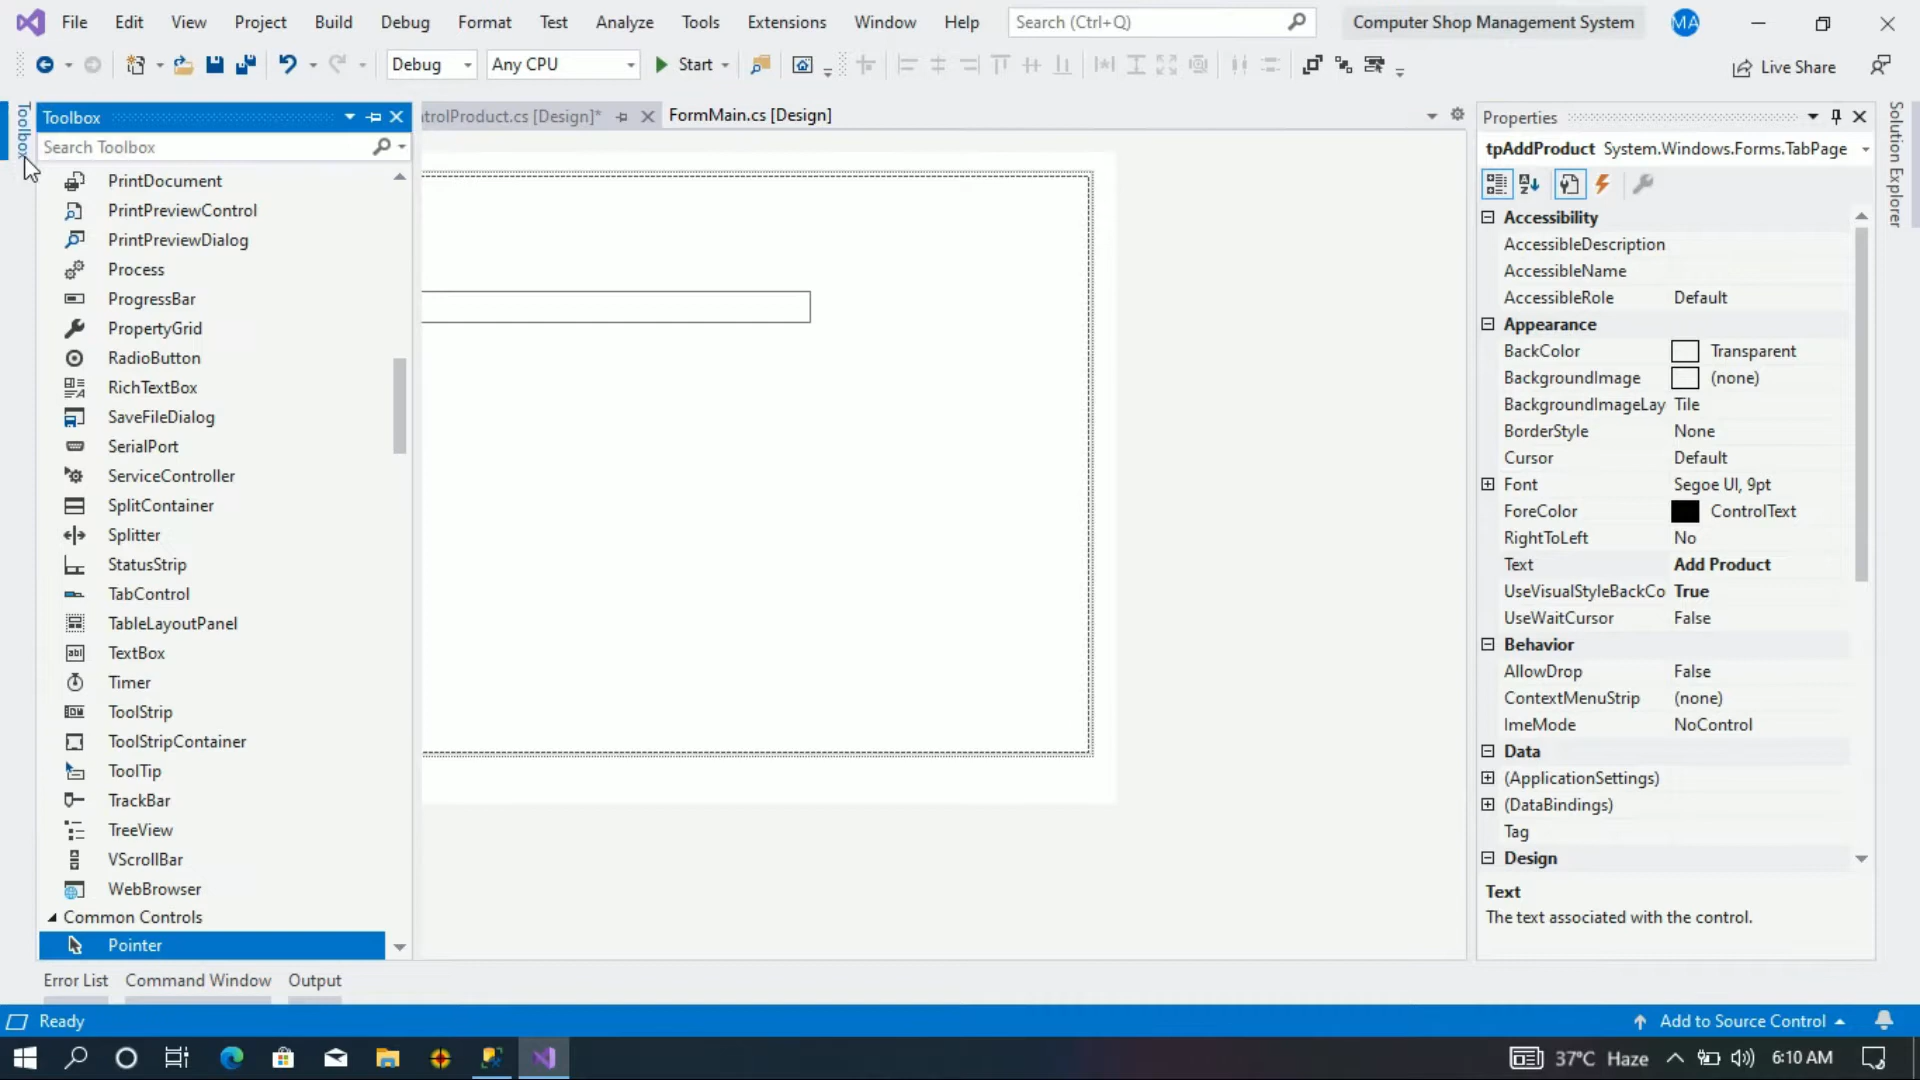 File Edit View Project Build Debug Format Test Analyze Tools Extensions Window Help Search (Ctrl+Q) Computer Shop Management System MA
Debug Any CPU Start Live Share
Toolbox
Toolbox
trolProduct.cs [Design]* FormMain.cs [Design]
Search Toolbox
PrintDocument
PrintPreviewControl
PrintPreviewDialog
Process
ProgressBar
PropertyGrid
RadioButton
RichTextBox
SaveFileDialog
SerialPort
ServiceController
SplitContainer
Splitter
StatusStrip
TabControl
TableLayoutPanel
TextBox
Timer
ToolStrip
ToolStripContainer
ToolTip
TrackBar
TreeView
VScrollBar
WebBrowser
Common Controls
Pointer
Properties
tpAddProduct System.Windows.Forms.TabPage
Accessibility
AccessibleDescription
AccessibleName
AccessibleRole Default
Appearance
BackColor Transparent
BackgroundImage (none)
BackgroundImageLay Tile
BorderStyle None
Cursor Default
Font Segoe UI, 9pt
ForeColor ControlText
RightToLeft No
Text Add Product
UseVisualStyleBackCo True
UseWaitCursor False
Behavior
AllowDrop False
ContextMenuStrip (none)
ImeMode NoControl
Data
(ApplicationSettings)
(DataBindings)
Tag
Design
Text
The text associated with the control.
Solution Explorer
Error List Command Window Output
Ready Add to Source Control
37°C Haze 6:10 AM